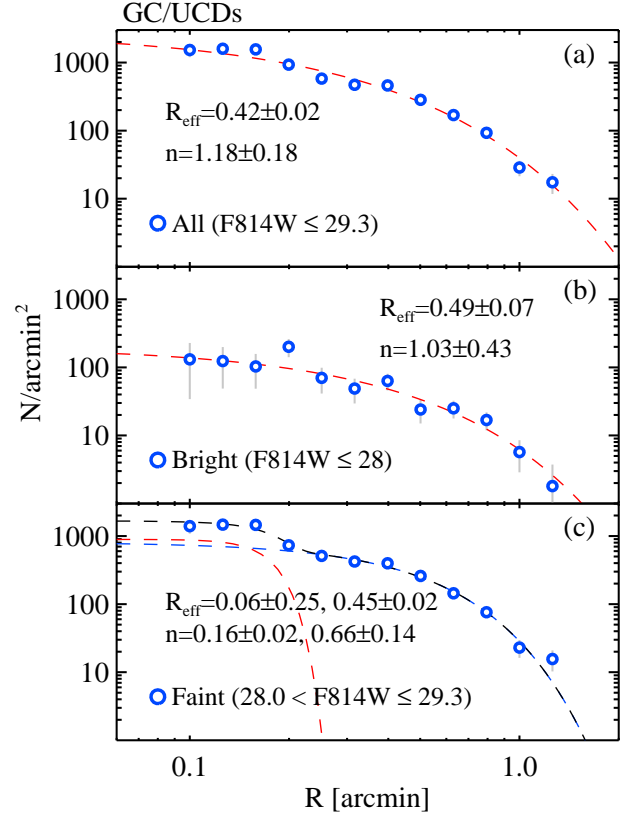 GC/UCDs
(a)
1000
100
10
R_eff=0.42±0.02
n=1.18±0.18
All (F814W ≤ 29.3)
(b)
1000
100
10
R_eff=0.49±0.07
n=1.03±0.43
Bright (F814W ≤ 28)
N/arcmin²
(c)
1000
100
10
R_eff=0.06±0.25, 0.45±0.02
n=0.16±0.02, 0.66±0.14
Faint (28.0 < F814W ≤ 29.3)
0.1
1.0
R [arcmin]